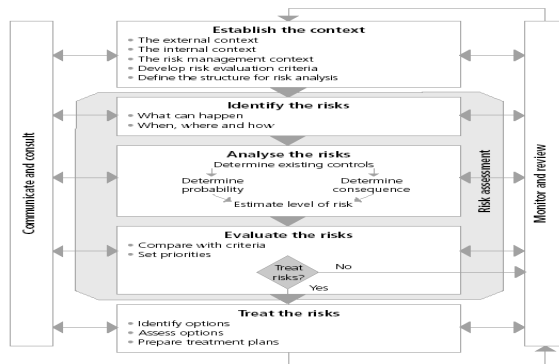 Establish the context
• The external context
• The internal context
• The risk management context
• Develop risk evaluation criteria
• Define the structure for risk analysis
Identify the risks
• What can happen
• When, where and how
Analyse the risks
Determine existing controls
Determine probability
Determine consequence
Estimate level of risk
Evaluate the risks
• Compare with criteria
• Set priorities
Treat risks?
No
Yes
Treat the risks
• Identify options
• Assess options
• Prepare treatment plans
Communicate and consult
Risk assessment
Monitor and review